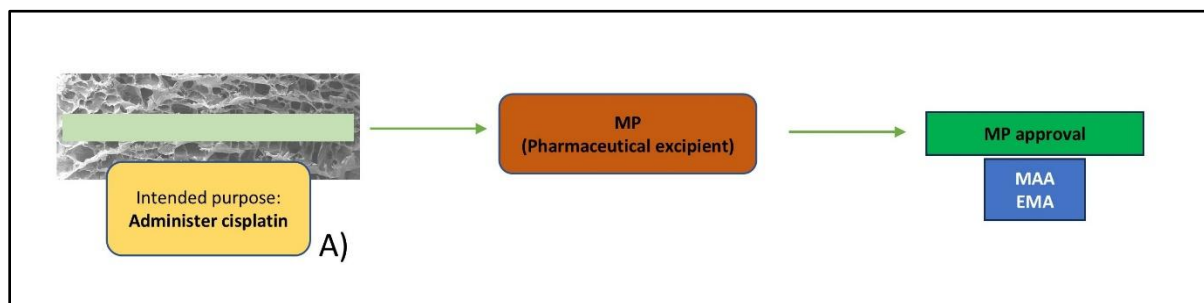 Intended purpose:
Administer cisplatin
A)
MP
(Pharmaceutical excipient)
MP approval
MAA
EMA